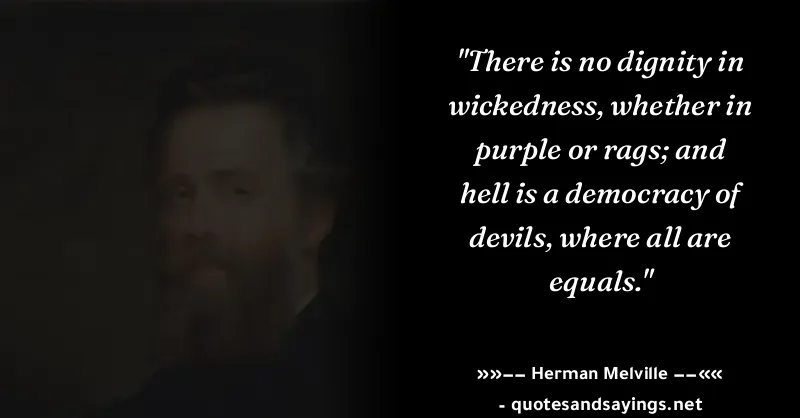 "There is no dignity in
wickedness, whether in
purple or rags; and
hell is a democracy of
devils, where all are
equals."
»»−− Herman Melville −−««
- quotesandsayings.net